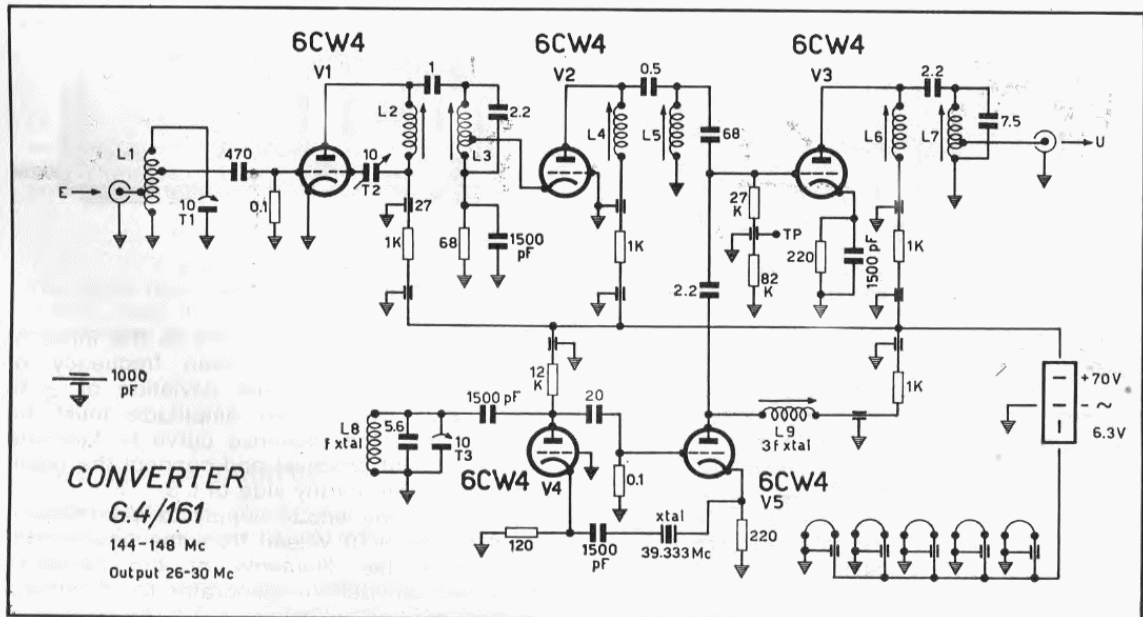 6CW4
6CW4
6CW4
V1
V2
V3
1
0.5
2.2
L2
2.2
L3
L4
L5
68
L6
L7
7.5
L1
470
10
T2
E
U
10
T1
0.1
27
1K
68
1500
pF
1K
27
K
TP
82
K
220
1500 pF
1K
2.2
1000
pF
12
K
1K
+70V
- ~
6.3V
1500 pF
20
L8
f xtal
5.6
10
T3
L9
3f xtal
6CW4
V4
0.1
6CW4
V5
CONVERTER
G.4/161
144-148 Mc
Output 26-30 Mc
120
1500
pF
xtal
39.333 Mc
220